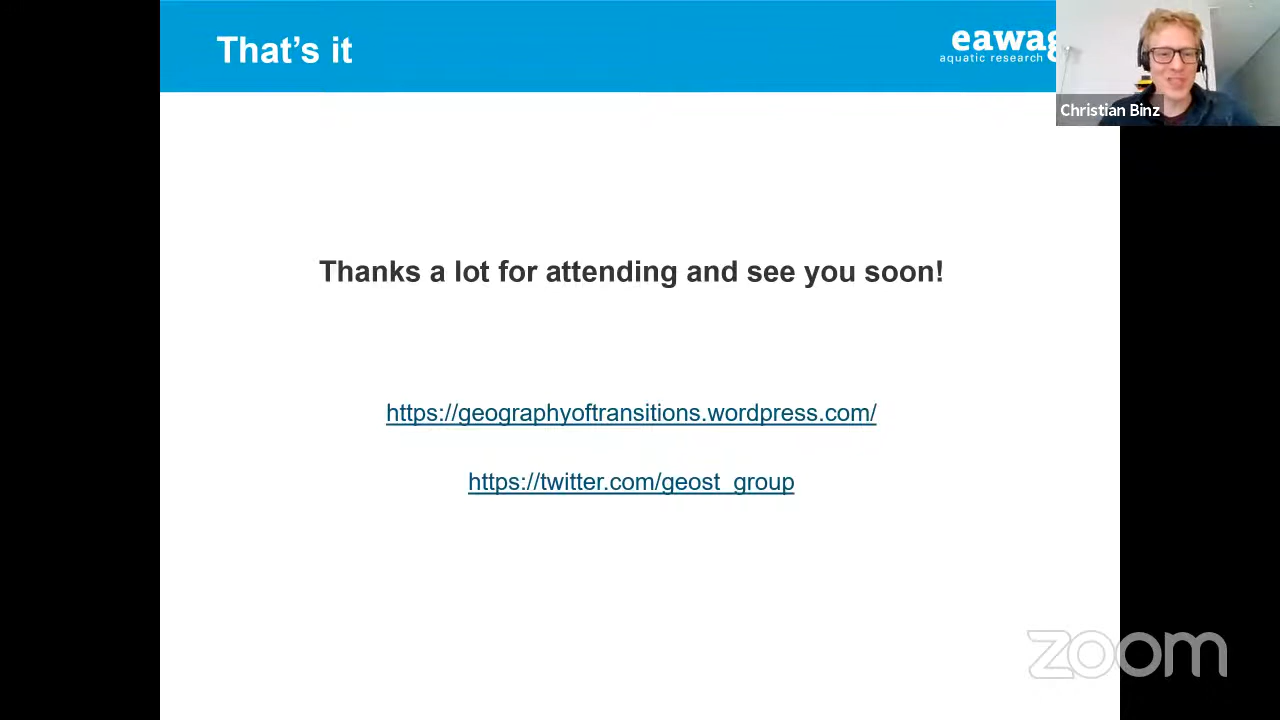 That's it
eawag
aquatic research
Christian Binz
Thanks a lot for attending and see you soon!
https://geographyoftransitions.wordpress.com/
https://twitter.com/geost_group
zoom